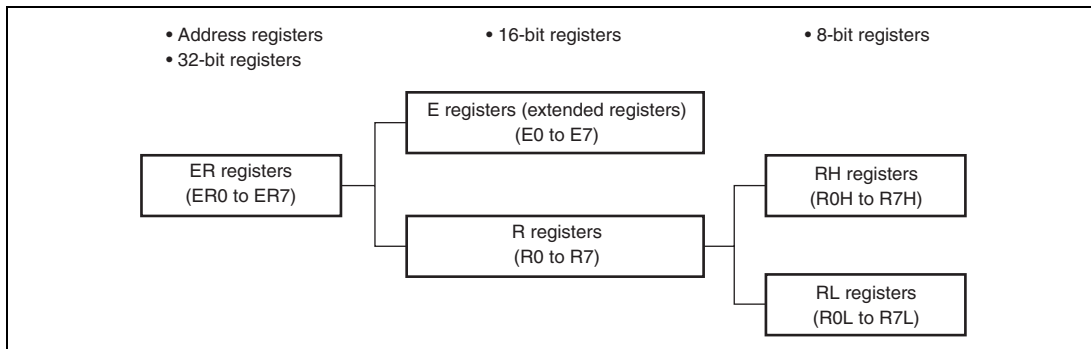 • Address registers
• 32-bit registers
• 16-bit registers
• 8-bit registers
E registers (extended registers)
(E0 to E7)
ER registers
(ER0 to ER7)
RH registers
(R0H to R7H)
R registers
(R0 to R7)
RL registers
(R0L to R7L)